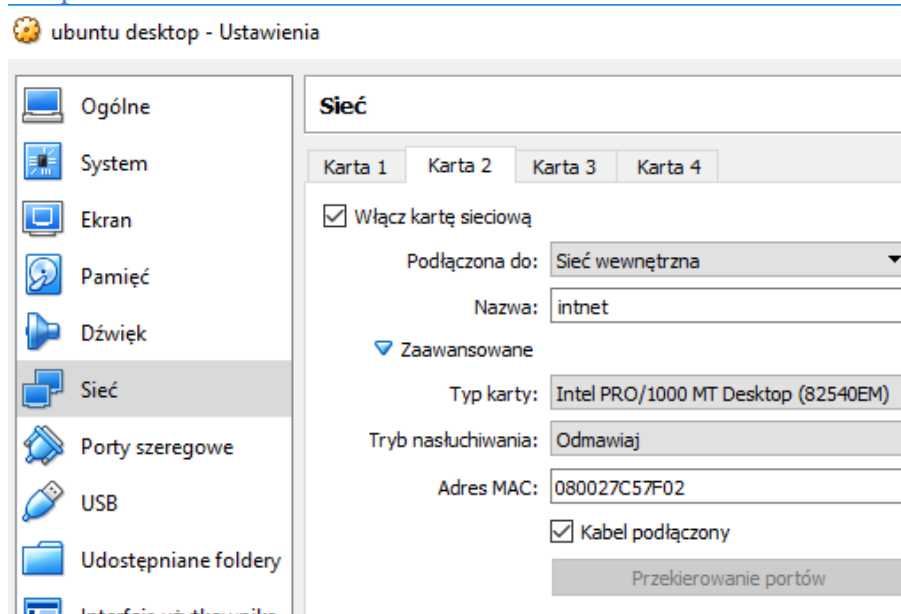 ubuntu desktop - Ustawienia
Ogólne
System
Ekran
Pamięć
Dźwięk
Sieć
Porty szeregowe
USB
Udostępniane foldery
Sieć
Karta 1 Karta 2 Karta 3 Karta 4
Włącz kartę sieciową
Podłączona do: Sieć wewnętrzna
Nazwa: intnet
Zaawansowane
Typ karty: Intel PRO/1000 MT Desktop (82540EM)
Tryb nasłuchiwania: Odmawiaj
Adres MAC: 080027C57F02
Kabel podłączony
Przekierowanie portów